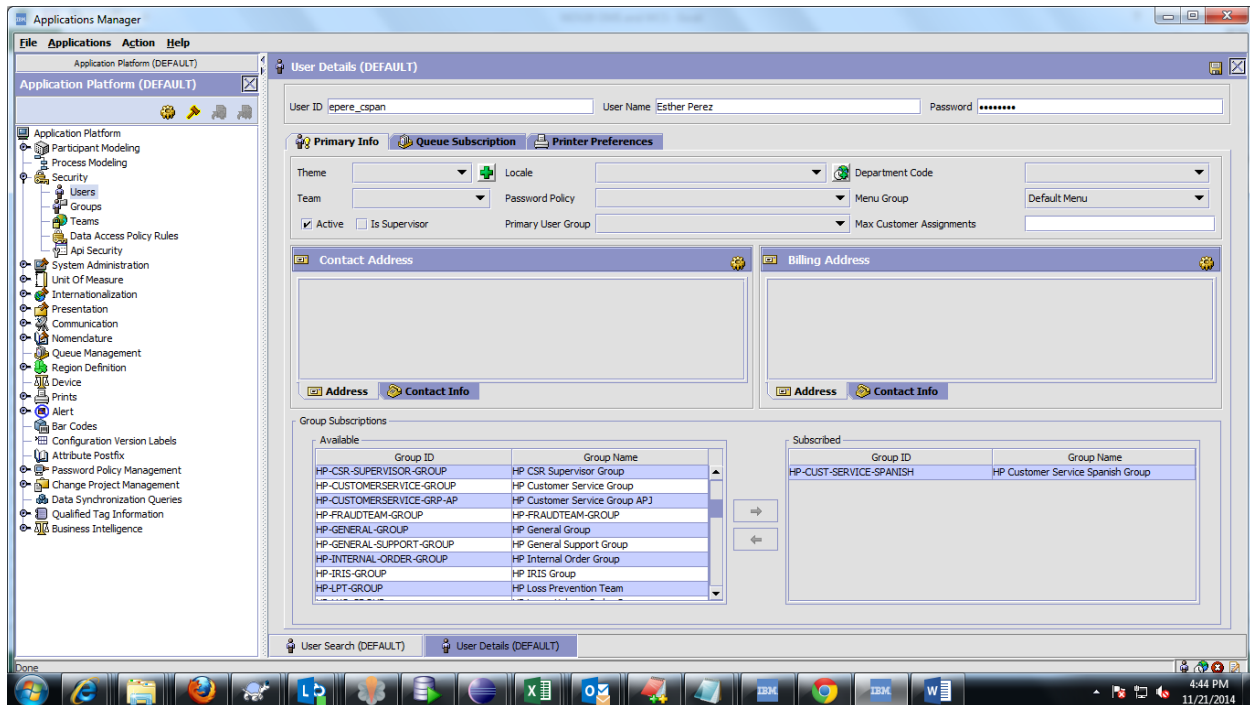 Applications Manager
File Applications Action Help
Application Platform (DEFAULT)
Application Platform (DEFAULT)
Application Platform
Participant Modeling
Process Modeling
Security
Users
Groups
Teams
Data Access Policy Rules
Api Security
System Administration
Unit Of Measure
Internationalization
Presentation
Communication
Nomenclature
Queue Management
Region Definition
Device
Prints
Alert
Bar Codes
Configuration Version Labels
Attribute Postfix
Password Policy Management
Change Project Management
Data Synchronization Queries
Qualified Tag Information
Business Intelligence
User Details (DEFAULT)
User ID epere_cspan User Name Esther Perez Password ••••••••
Primary Info Queue Subscription Printer Preferences
Theme Locale Department Code
Team Password Policy Menu Group Default Menu
Active Is Supervisor Primary User Group Max Customer Assignments
Contact Address Billing Address
Address Contact Info Address Contact Info
Group Subscriptions
Available Subscribed
Group ID Group Name Group ID Group Name
HP-CSR-SUPERVISOR-GROUP HP CSR Supervisor Group HP-CUST-SERVICE-SPANISH HP Customer Service Spanish Group
HP-CUSTOMERSERVICE-GROUP HP Customer Service Group
HP-CUSTOMERSERVICE-GRP-AP HP Customer Service Group APJ
HP-FRAUDTEAM-GROUP HP-FRAUDTEAM-GROUP
HP-GENERAL-GROUP HP General Group
HP-GENERAL-SUPPORT-GROUP HP General Support Group
HP-INTERNAL-ORDER-GROUP HP Internal Order Group
HP-IRIS-GROUP HP IRIS Group
HP-LPT-GROUP HP Loss Prevention Team
User Search (DEFAULT) User Details (DEFAULT)
Done
IBM IBM
4:44 PM
11/21/2014